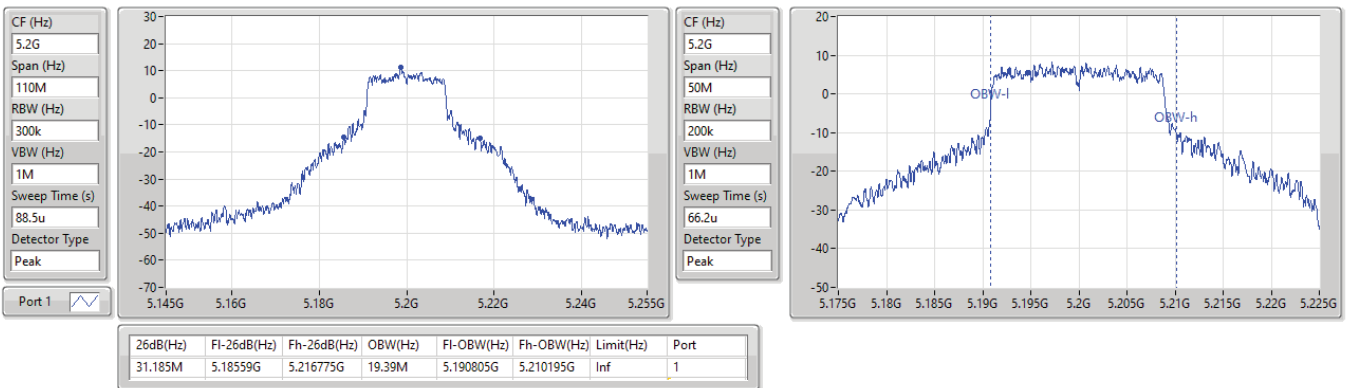 CF (Hz)
5.2G
Span (Hz)
110M
RBW (Hz)
300k
VBW (Hz)
1M
Sweep Time (s)
88.5u
Detector Type
Peak
Port 1
30
20
10
0
-10
-20
-30
-40
-50
-60
-70
5.145G 5.16G 5.18G 5.2G 5.22G 5.24G 5.255G
CF (Hz)
5.2G
Span (Hz)
50M
RBW (Hz)
200k
VBW (Hz)
1M
Sweep Time (s)
66.2u
Detector Type
Peak
20
10
0
-10
-20
-30
-40
-50
OBW-l
OBW-h
5.175G 5.18G 5.185G 5.19G 5.195G 5.2G 5.205G 5.21G 5.215G 5.22G 5.225G
26dB(Hz) Fl-26dB(Hz) Fh-26dB(Hz) OBW(Hz) Fl-OBW(Hz) Fh-OBW(Hz) Limit(Hz) Port
31.185M 5.18559G 5.216775G 19.39M 5.190805G 5.210195G Inf 1